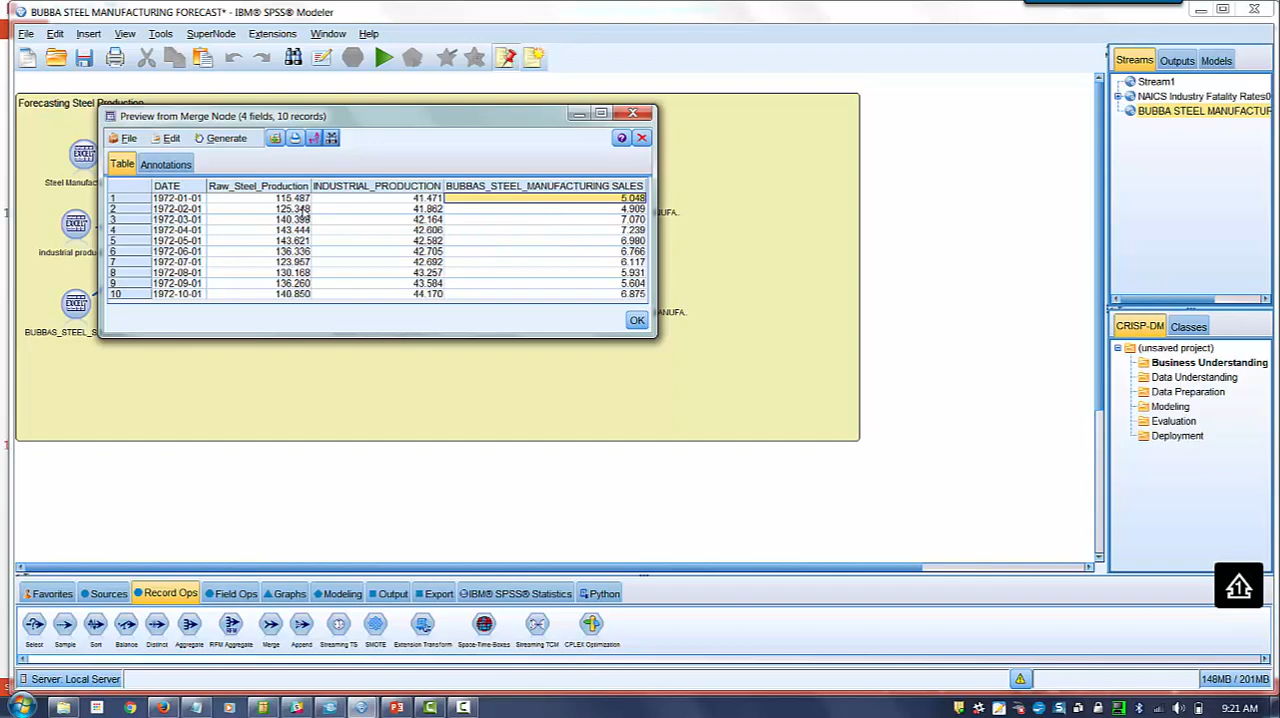 BUBBA STEEL MANUFACTURING FORECAST* - IBM® SPSS® Modeler
File Edit Insert View Tools SuperNode Extensions Window Help
Streams Outputs Models
Stream1
NAICS Industry Fatality Rates0
BUBBA STEEL MANUFACTUR
Forecasting Steel Production
Preview from Merge Node (4 fields, 10 records)
File Edit Generate
Table Annotations
DATE Raw_Steel_Production INDUSTRIAL_PRODUCTION BUBBAS_STEEL_MANUFACTURING SALES
1 1972-01-01 115.487 41.471 5.048
2 1972-02-01 125.348 41.862 4.909
3 1972-03-01 140.398 42.164 7.070
4 1972-04-01 143.444 42.606 7.239
5 1972-05-01 143.621 42.582 6.980
6 1972-06-01 136.336 42.705 6.766
7 1972-07-01 123.957 42.692 6.117
8 1972-08-01 130.168 43.257 5.931
9 1972-09-01 136.260 43.584 5.604
10 1972-10-01 140.850 44.170 6.875
OK
Steel Manufac
industrial produ
BUBBAS_STEEL_S
UFA..
ANUFA..
CRISP-DM Classes
(unsaved project)
Business Understanding
Data Understanding
Data Preparation
Modeling
Evaluation
Deployment
Favorites Sources Record Ops Field Ops Graphs Modeling Output Export IBM® SPSS® Statistics Python
Select Sample Sort Balance Distinct Aggregate RFM Aggregate Merge Append Streaming TS SMOTE Extension Transform Space-Time-Boxes Streaming TCM CPLEX Optimization
Server: Local Server
148MB / 201MB
9:21 AM